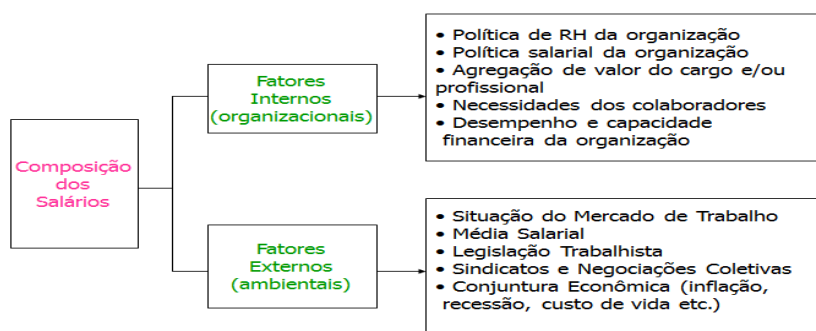 Composição
dos
Salários
Fatores
Internos
(organizacionais)
• Política de RH da organização
• Política salarial da organização
• Agregação de valor do cargo e/ou
profissional
• Necessidades dos colaboradores
• Desempenho e capacidade
financeira da organização
Fatores
Externos
(ambientais)
• Situação do Mercado de Trabalho
• Média Salarial
• Legislação Trabalhista
• Sindicatos e Negociações Coletivas
• Conjuntura Econômica (inflação,
recessão, custo de vida etc.)